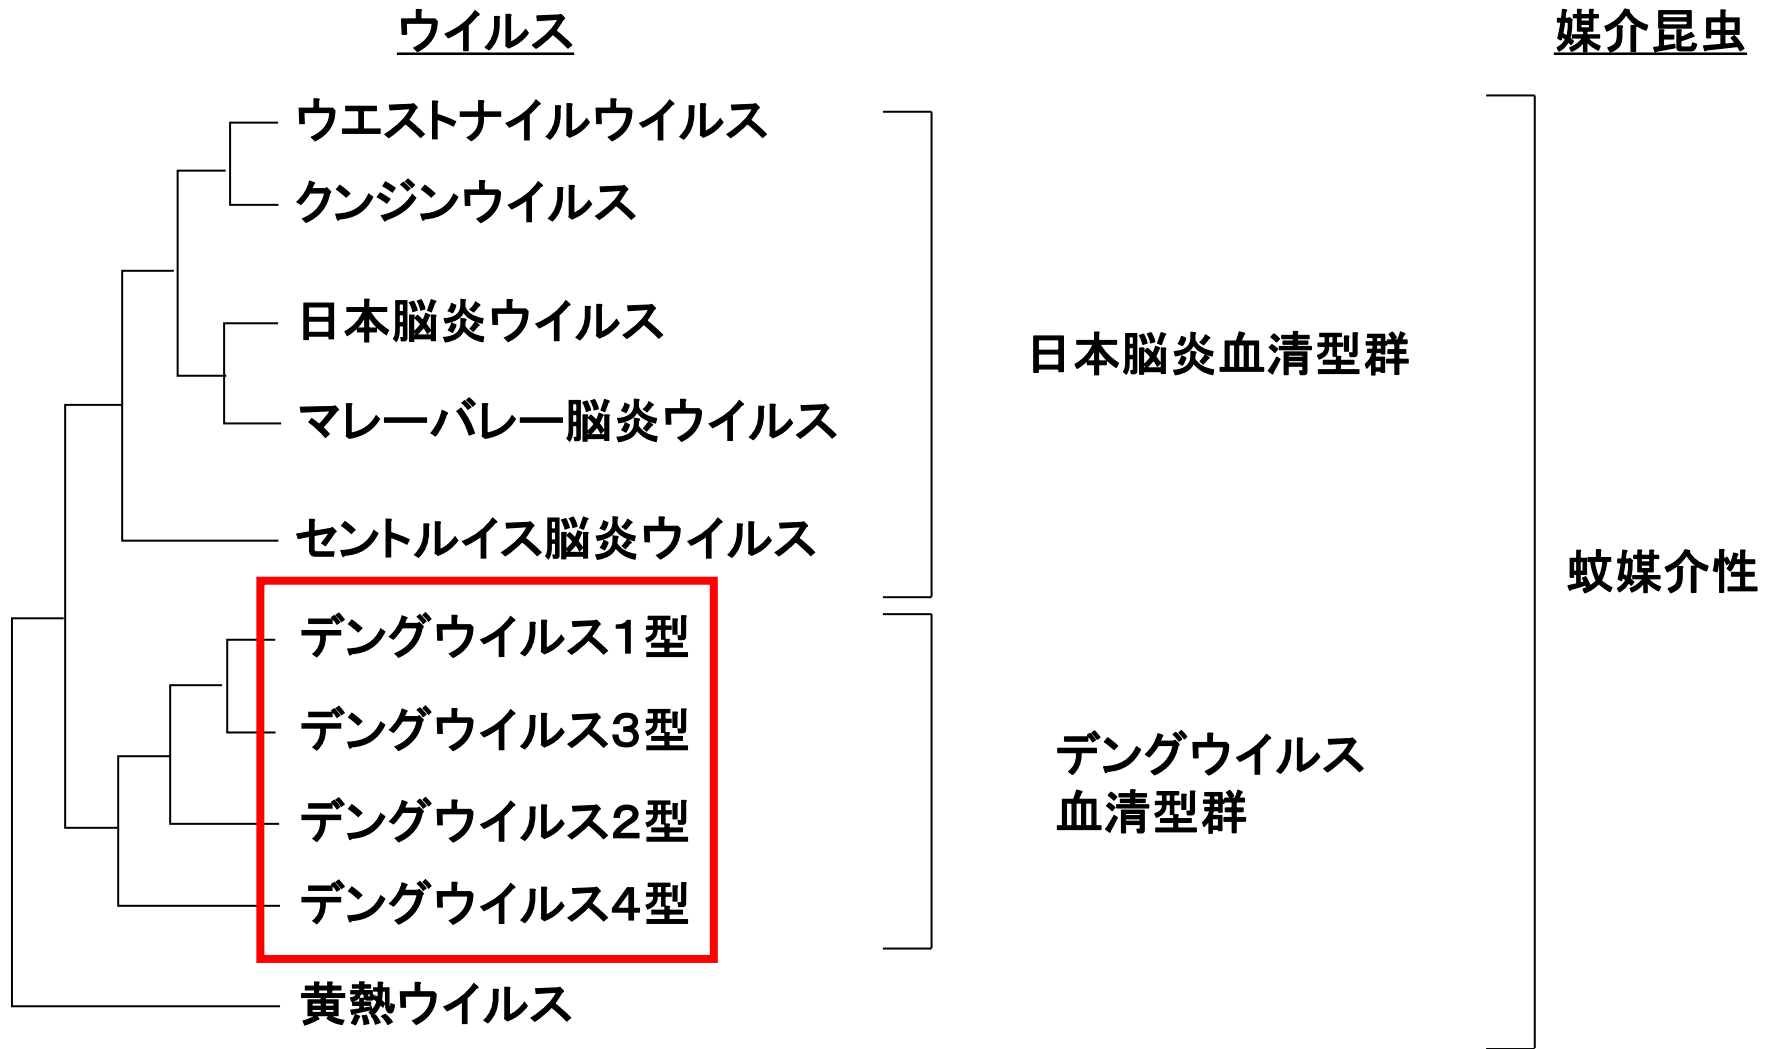 ウイルス
媒介昆虫
ウエストナイルウイルス
クンジンウイルス
日本脳炎ウイルス
マレーバレー脳炎ウイルス
セントルイス脳炎ウイルス
デングウイルス１型
デングウイルス３型
デングウイルス２型
デングウイルス４型
黄熱ウイルス
日本脳炎血清型群
デングウイルス
血清型群
蚊媒介性